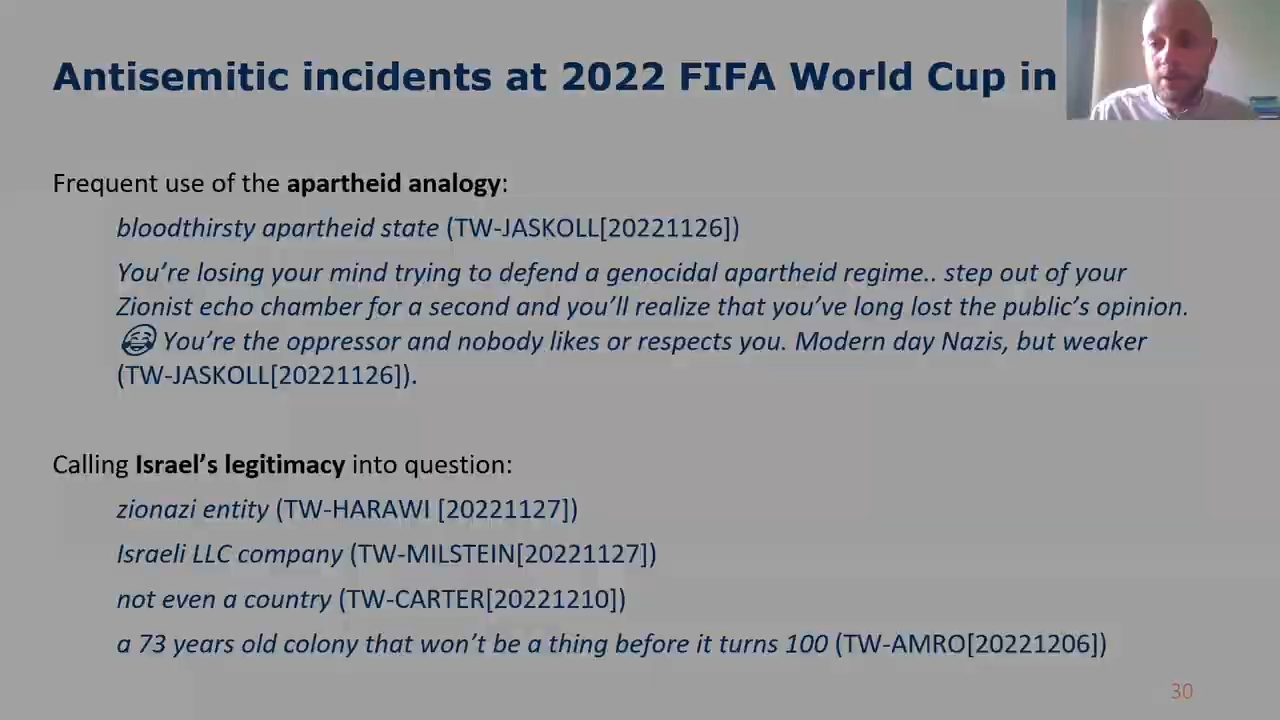 Antisemitic incidents at 2022 FIFA World Cup in
Frequent use of the apartheid analogy:
bloodthirsty apartheid state (TW-JASKOLL[20221126])
You’re losing your mind trying to defend a genocidal apartheid regime.. step out of your
Zionist echo chamber for a second and you’ll realize that you’ve long lost the public’s opinion.
😂 You’re the oppressor and nobody likes or respects you. Modern day Nazis, but weaker
(TW-JASKOLL[20221126]).
Calling Israel’s legitimacy into question:
zionazi entity (TW-HARAWI [20221127])
Israeli LLC company (TW-MILSTEIN[20221127])
not even a country (TW-CARTER[20221210])
a 73 years old colony that won’t be a thing before it turns 100 (TW-AMRO[20221206])
30